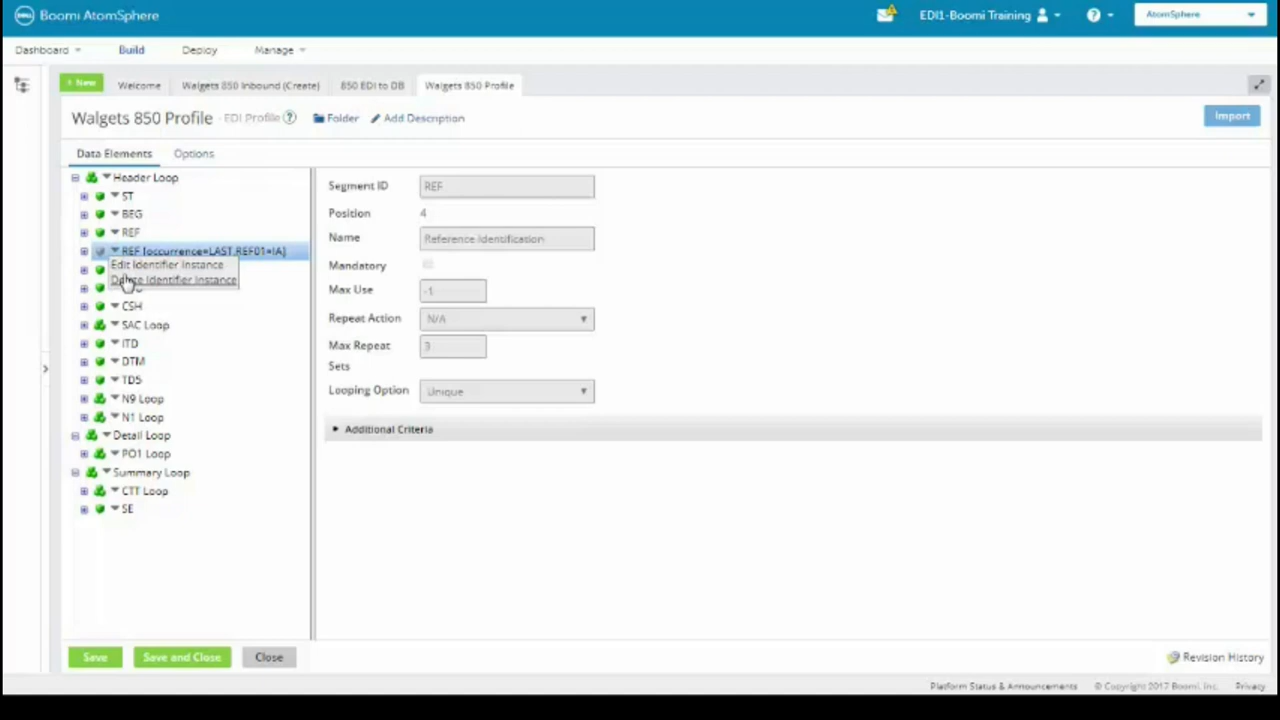 Boomi AtomSphere
EDI1-Boomi Training
AtomSphere
Dashboard
Build
Deploy
Manage
+ New
Welcome
Walgets 850 Inbound (Create)
850 EDI to DB
Walgets 850 Profile
Walgets 850 Profile
- EDI Profile
Folder
Add Description
Import
Data Elements
Options
Header Loop
ST
BEG
REF
REF [occurrence=LAST,REF01=IA]
Edit Identifier Instance
Delete Identifier Instance
CSH
SAC Loop
ITD
DTM
TD5
N9 Loop
N1 Loop
Detail Loop
PO1 Loop
Summary Loop
CTT Loop
SE
Segment ID
REF
Position
4
Name
Reference Identification
Mandatory
Max Use
-1
Repeat Action
N/A
Max Repeat
3
Sets
Looping Option
Unique
Additional Criteria
Save
Save and Close
Close
Revision History
Platform Status & Announcements
© Copyright 2017 Boomi, Inc.
Privacy